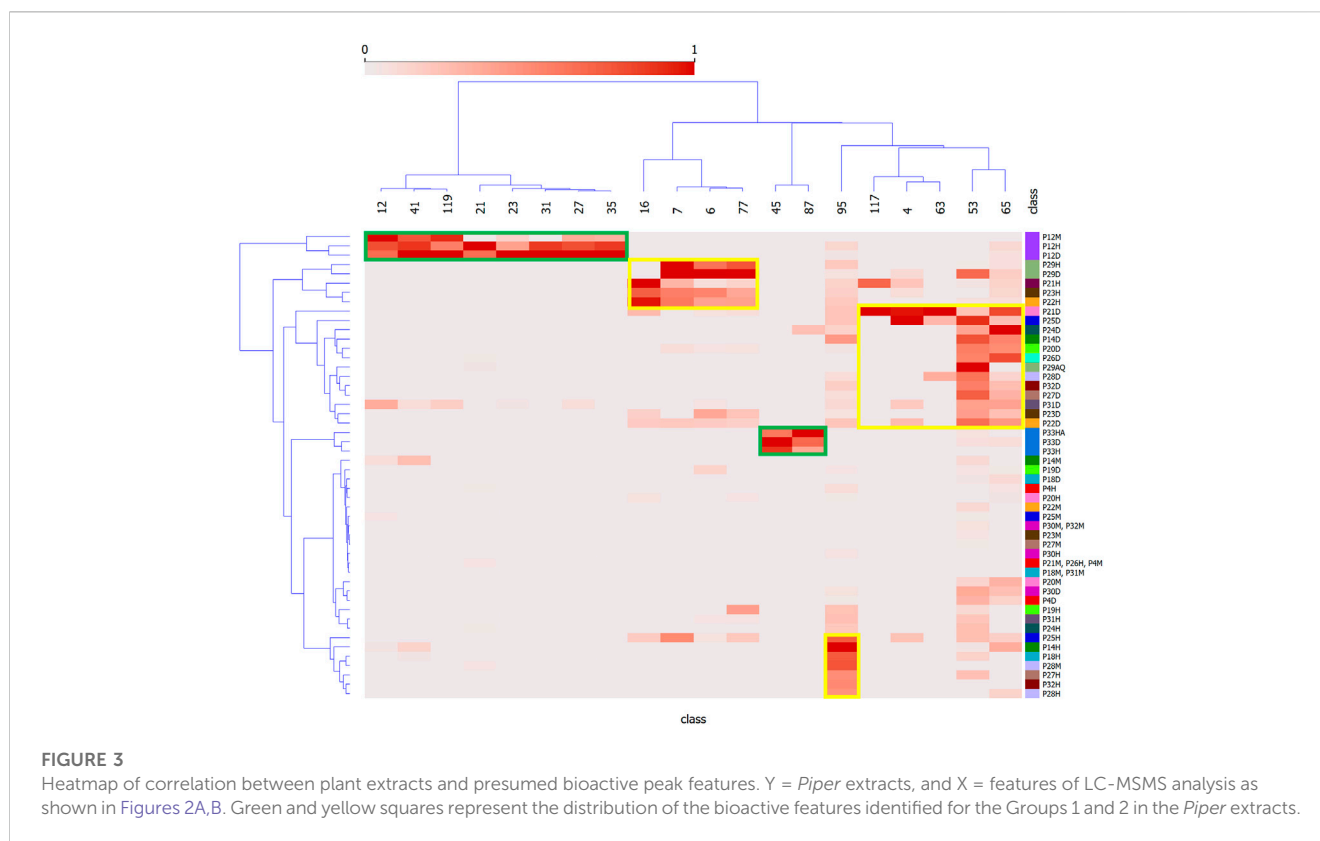 0 1
12 41 119 21 23 31 27 35 16 7 6 77 45 87 95 117 4 63 53 65 class
P12M
P12H
P12D
P29H
P29D
P21H
P23H
P22H
P21D
P25D
P24D
P14D
P20D
P26D
P29AQ
P28D
P32D
P27D
P31D
P23D
P22D
P33HA
P33D
P33H
P14M
P19D
P18D
P4H
P20H
P22M
P25M
P30M, P32M
P23M
P27M
P30H
P21M, P26H, P4M
P18M, P31M
P20M
P30D
P4D
P19H
P31H
P24H
P25H
P14H
P18H
P28M
P27H
P32H
P28H
class
FIGURE 3
Heatmap of correlation between plant extracts and presumed bioactive peak features. Y = Piper extracts, and X = features of LC-MSMS analysis as
shown in Figures 2A,B. Green and yellow squares represent the distribution of the bioactive features identified for the Groups 1 and 2 in the Piper extracts.